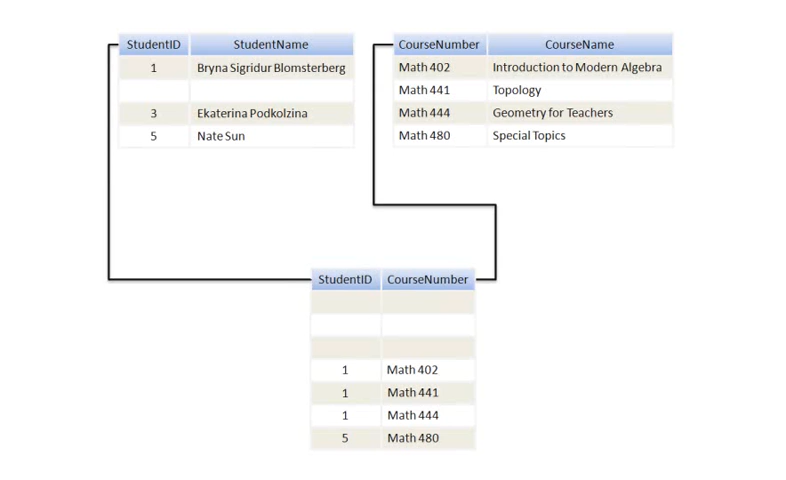 StudentID StudentName
1 Bryna Sigridur Blomsterberg
3 Ekaterina Podkolzina
5 Nate Sun
CourseNumber CourseName
Math 402 Introduction to Modern Algebra
Math 441 Topology
Math 444 Geometry for Teachers
Math 480 Special Topics
StudentID CourseNumber
1 Math 402
1 Math 441
1 Math 444
5 Math 480